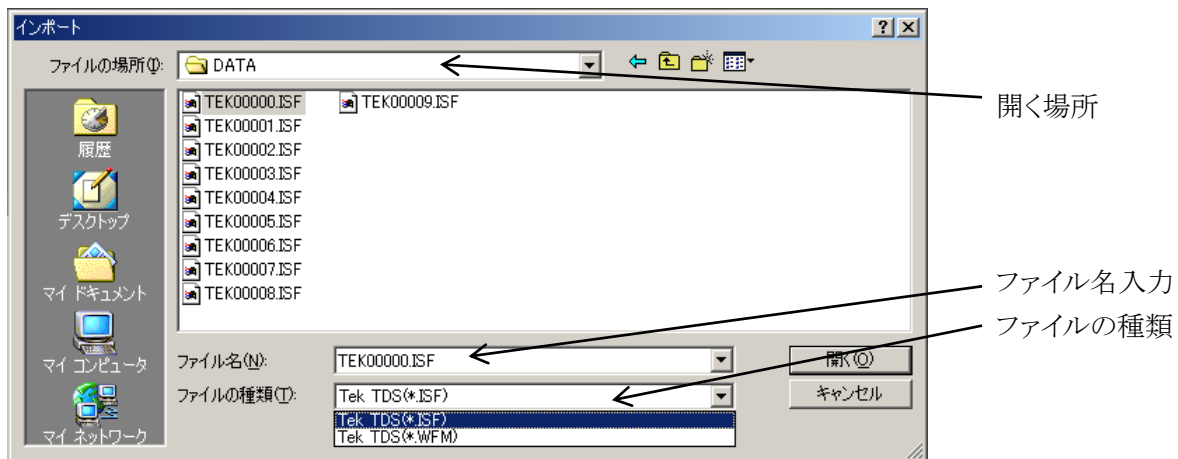 インポート
ファイルの場所(I):
DATA
開く場所
TEK00000.ISF
TEK00001.ISF
TEK00002.ISF
TEK00003.ISF
TEK00004.ISF
TEK00005.ISF
TEK00006.ISF
TEK00007.ISF
TEK00008.ISF
TEK00009.ISF
履歴
デスクトップ
マイ ドキュメント
マイ コンピュータ
マイ ネットワーク
ファイル名入力
ファイルの種類
ファイル名(N):
TEK00000.ISF
開く(O)
ファイルの種類(T):
Tek TDS(*.ISF)
キャンセル
Tek TDS(*.ISF)
Tek TDS(*.WFM)